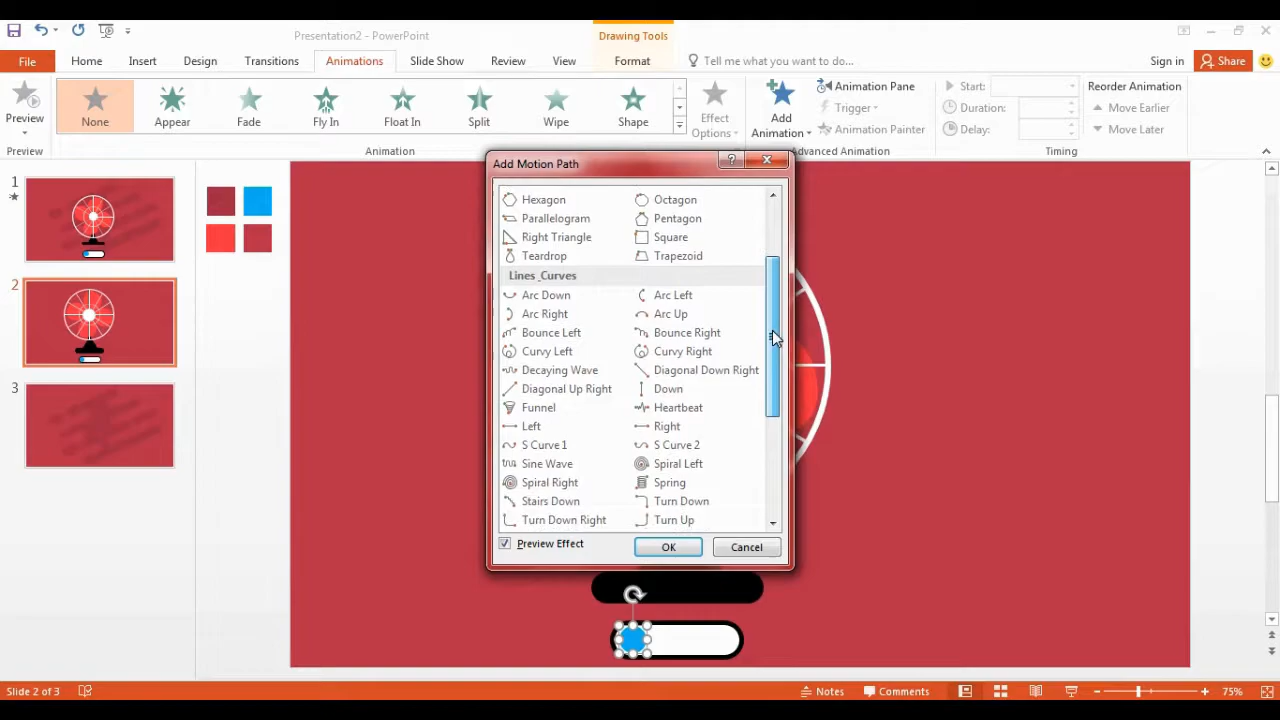 Presentation2 - PowerPoint
Drawing Tools
File
Home
Insert
Design
Transitions
Animations
Slide Show
Review
View
Format
Tell me what you want to do...
Sign in
Share
Preview
None
Appear
Fade
Fly In
Float In
Split
Wipe
Shape
Effect
Options
Add
Animation
Animation Pane
Trigger
Animation Painter
Start:
Duration:
Delay:
Reorder Animation
Move Earlier
Move Later
Preview
Animation
Advanced Animation
Timing
1
2
3
Add Motion Path
?
Hexagon
Octagon
Parallelogram
Pentagon
Right Triangle
Square
Teardrop
Trapezoid
Lines_Curves
Arc Down
Arc Left
Arc Right
Arc Up
Bounce Left
Bounce Right
Curvy Left
Curvy Right
Decaying Wave
Diagonal Down Right
Diagonal Up Right
Down
Funnel
Heartbeat
Left
Right
S Curve 1
S Curve 2
Sine Wave
Spiral Left
Spiral Right
Spring
Stairs Down
Turn Down
Turn Down Right
Turn Up
Preview Effect
OK
Cancel
Slide 2 of 3
Notes
Comments
75%